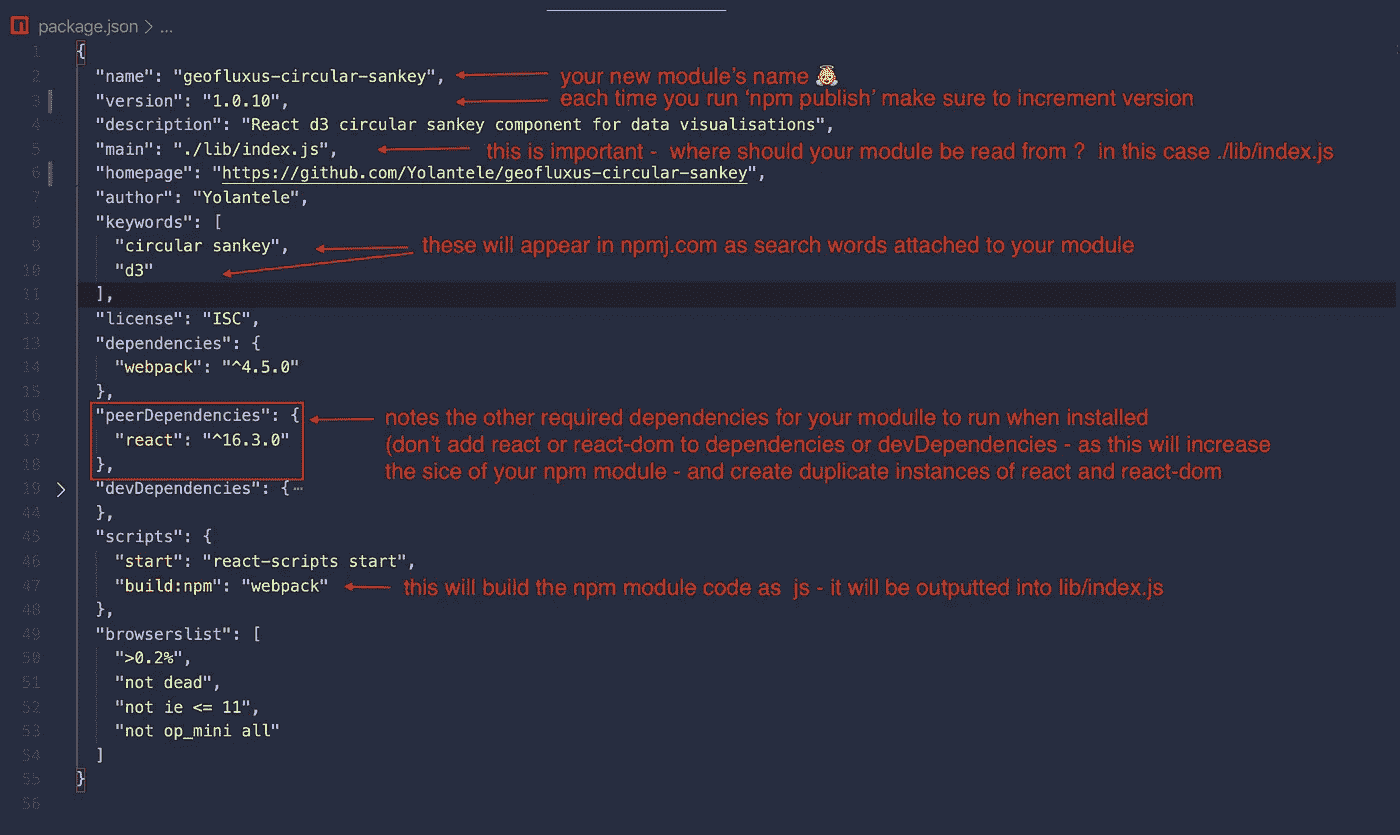 package.json > ...
1 {
2 "name": "geofluxus-circular-sankey", your new module's name
3 "version": "1.0.10", each time you run 'npm publish' make sure to increment version
4 "description": "React d3 circular sankey component for data visualisations",
5 "main": "./lib/index.js", this is important - where should your module be read from ? in this case ./lib/index.js
6 "homepage": "https://github.com/Yolantele/geofluxus-circular-sankey",
7 "author": "Yolantele",
8 "keywords": [
9 "circular sankey", these will appear in npmj.com as search words attached to your module
10 "d3"
11 ],
12 "license": "ISC",
13 "dependencies": {
14 "webpack": "^4.5.0"
15 },
16 "peerDependencies": { notes the other required dependencies for your modulle to run when installed
17 "react": "^16.3.0" (don't add react or react-dom to dependencies or devDependencies - as this will increase
18 }, the sice of your npm module - and create duplicate instances of react and react-dom
19 > "devDependencies": {…
44 },
45 "scripts": {
46 "start": "react-scripts start",
47 "build:npm": "webpack" this will build the npm module code as js - it will be outputted into lib/index.js
48 },
49 "browserslist": [
50 ">0.2%",
51 "not dead",
52 "not ie <= 11",
53 "not op_mini all"
54 ]
55 }
56